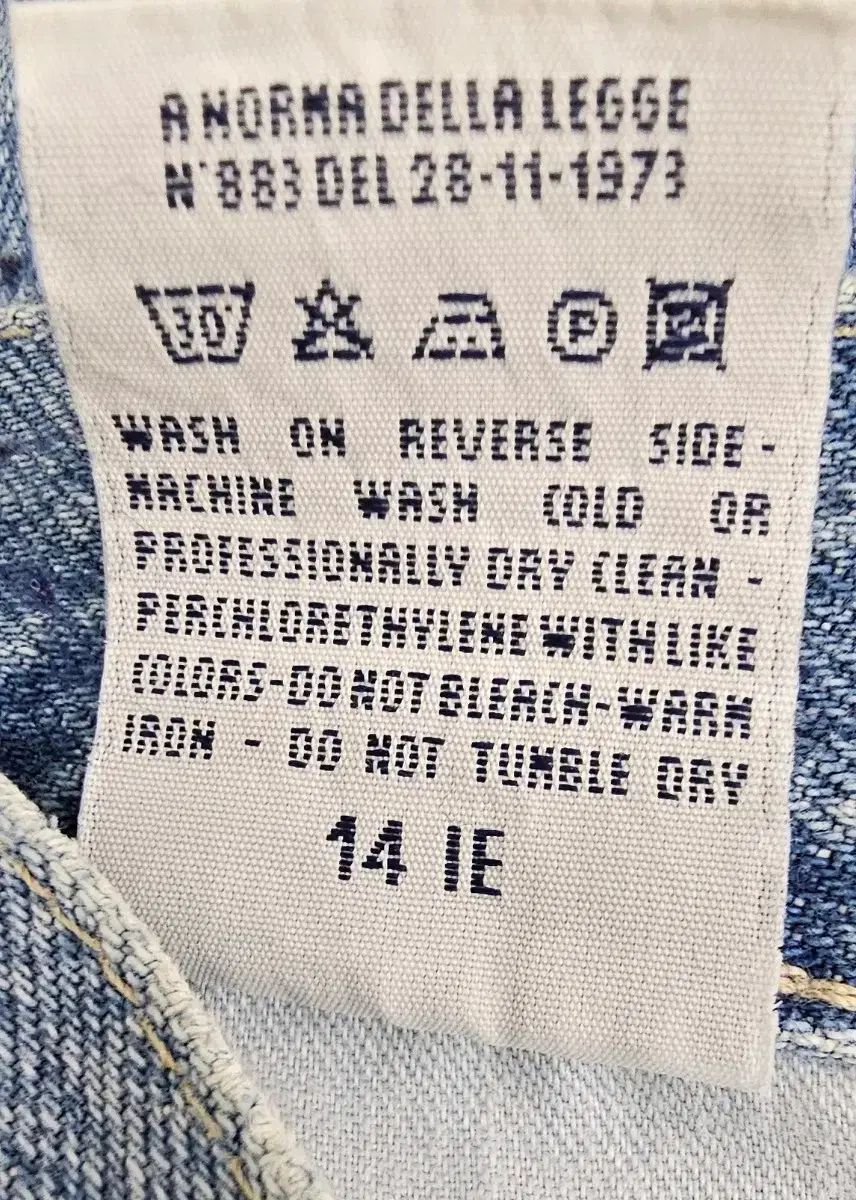 A NORMA DELLA LEGGE
N°883 DEL 28-11-1973
30° P
WASH ON REVERSE SIDE-
MACHINE WASH COLD OR
PROFESSIONALLY DRY CLEAN -
PERCHLORETHYLENE WITH LIKE
COLORS-DO NOT BLEACH-WARM
IRON - DO NOT TUMBLE DRY
14 IE